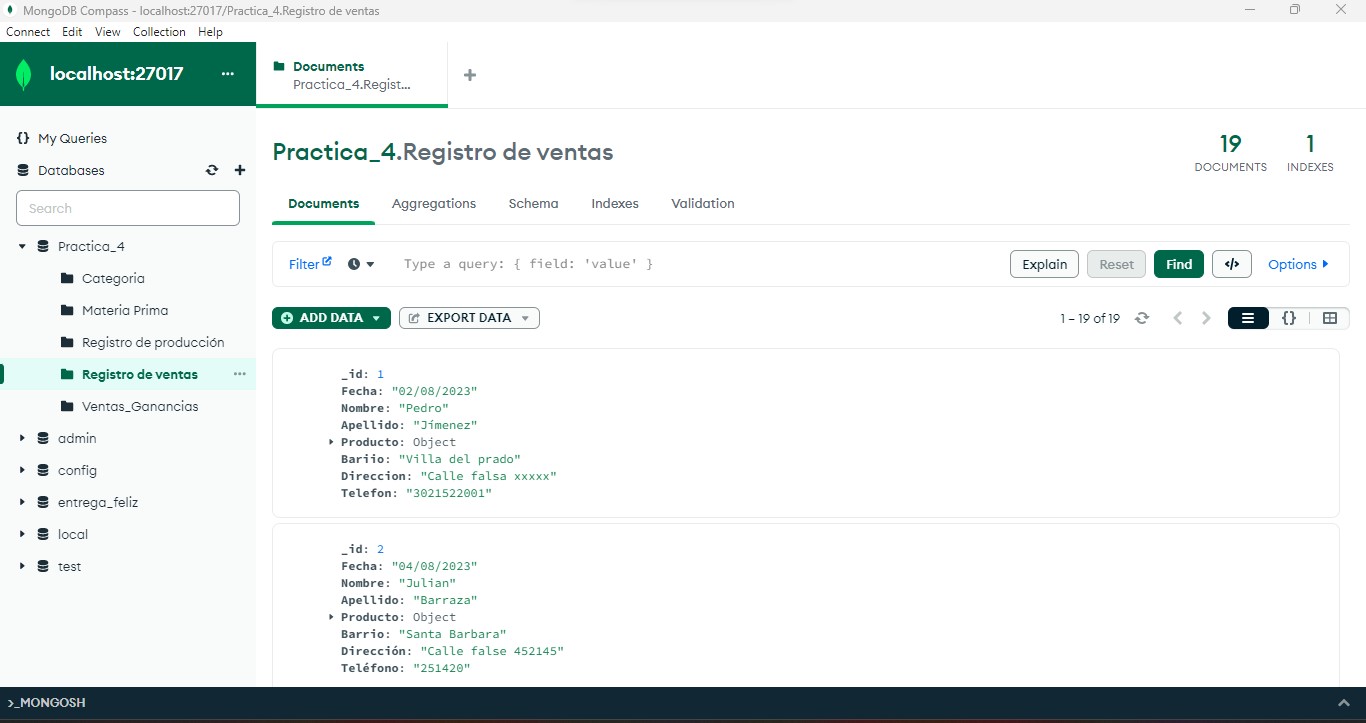 MongoDB Compass - localhost:27017/Practica_4.Registro de ventas
Connect Edit View Collection Help
localhost:27017 ...
Documents
Practica_4.Regist...
{} My Queries
Databases
Search
Practica_4
Categoria
Materia Prima
Registro de producción
Registro de ventas
Ventas_Ganancias
admin
config
entrega_feliz
local
test
Practica_4.Registro de ventas
19
DOCUMENTS
1
INDEXES
Documents Aggregations Schema Indexes Validation
Filter Type a query: { field: 'value' } Explain Reset Find </> Options
ADD DATA EXPORT DATA 1 – 19 of 19 {}
_id: 1
Fecha: "02/08/2023"
Nombre: "Pedro"
Apellido: "Jímenez"
Producto: Object
Bariio: "Villa del prado"
Direccion: "Calle falsa xxxxx"
Telefon: "3021522001"
_id: 2
Fecha: "04/08/2023"
Nombre: "Julian"
Apellido: "Barraza"
Producto: Object
Barrio: "Santa Barbara"
Dirección: "Calle false 452145"
Teléfono: "251420"
>_MONGOSH